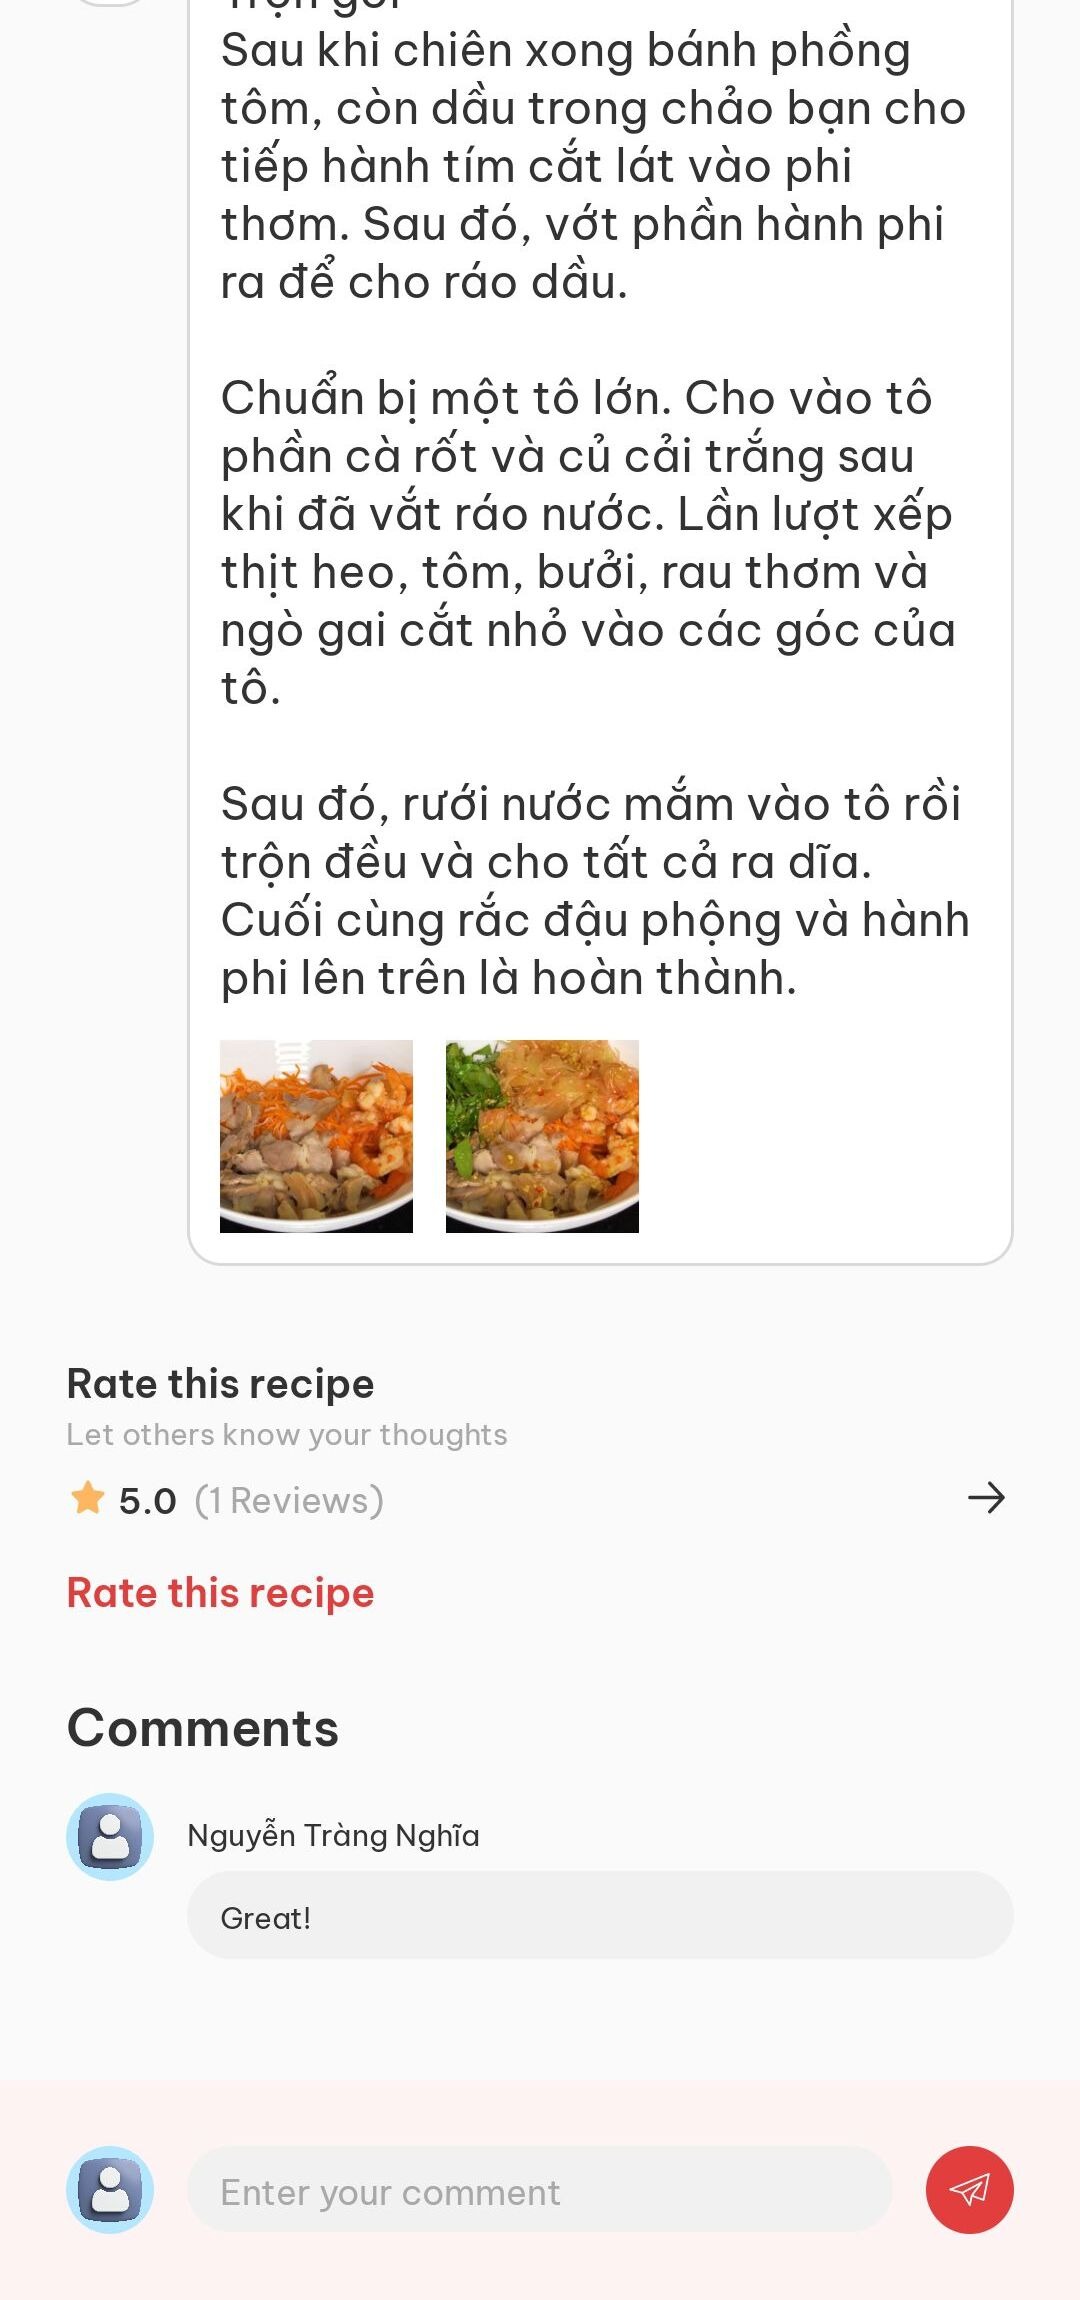 Trộn gỏi
Sau khi chiên xong bánh phồng
tôm, còn dầu trong chảo bạn cho
tiếp hành tím cắt lát vào phi
thơm. Sau đó, vớt phần hành phi
ra để cho ráo dầu.
Chuẩn bị một tô lớn. Cho vào tô
phần cà rốt và củ cải trắng sau
khi đã vắt ráo nước. Lần lượt xếp
thịt heo, tôm, bưởi, rau thơm và
ngò gai cắt nhỏ vào các góc của
tô.
Sau đó, rưới nước mắm vào tô rồi
trộn đều và cho tất cả ra dĩa.
Cuối cùng rắc đậu phộng và hành
phi lên trên là hoàn thành.
Rate this recipe
Let others know your thoughts
5.0 (1 Reviews)
Rate this recipe
Comments
Nguyễn Tràng Nghĩa
Great!
Enter your comment